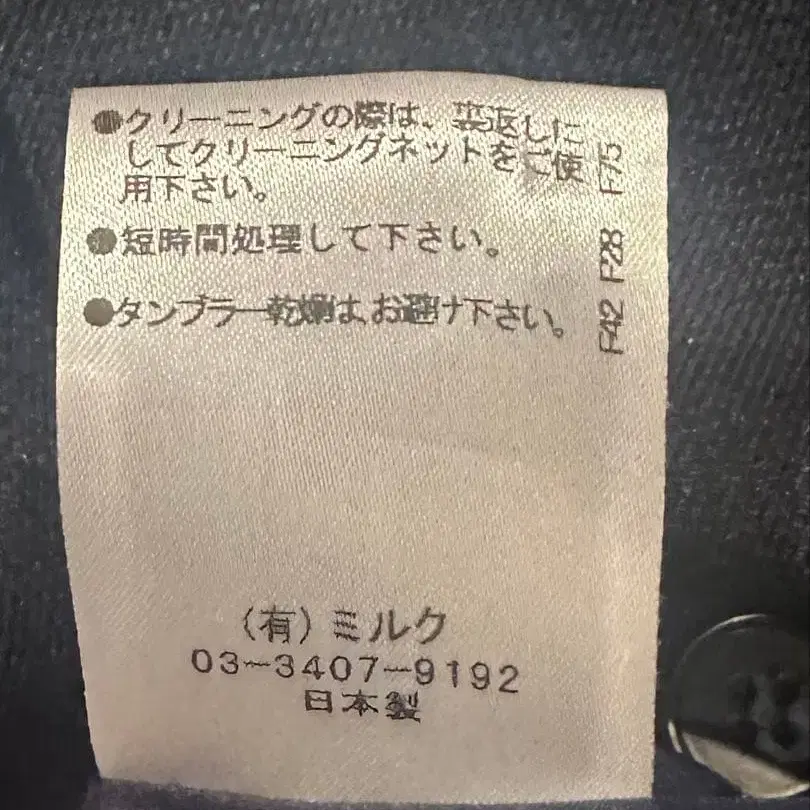 ●クリーニングの際は、裏返しに
してクリーニングネットをご使
用下さい。
●短時間処理して下さい。
●タンブラー乾燥は、お避け下さい。
F42 F28 F75
(有)ミルク
03-3407-9192
日本製